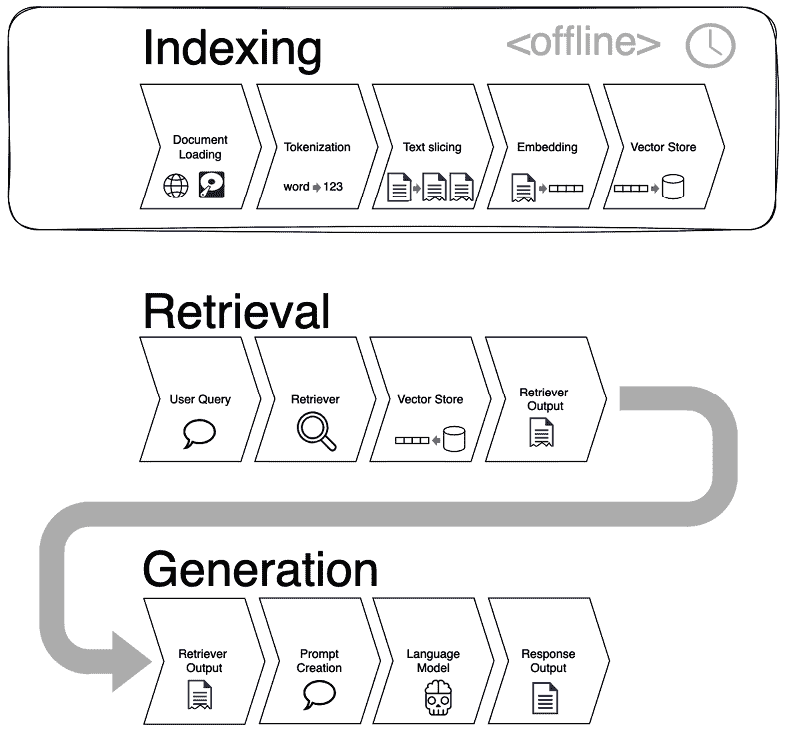 Indexing
<offline>
Document
Loading
Tokenization
word 123
Text slicing
Embedding
Vector Store
Retrieval
User Query
Retriever
Vector Store
Retriever
Output
Generation
Retriever
Output
Prompt
Creation
Language
Model
Response
Output